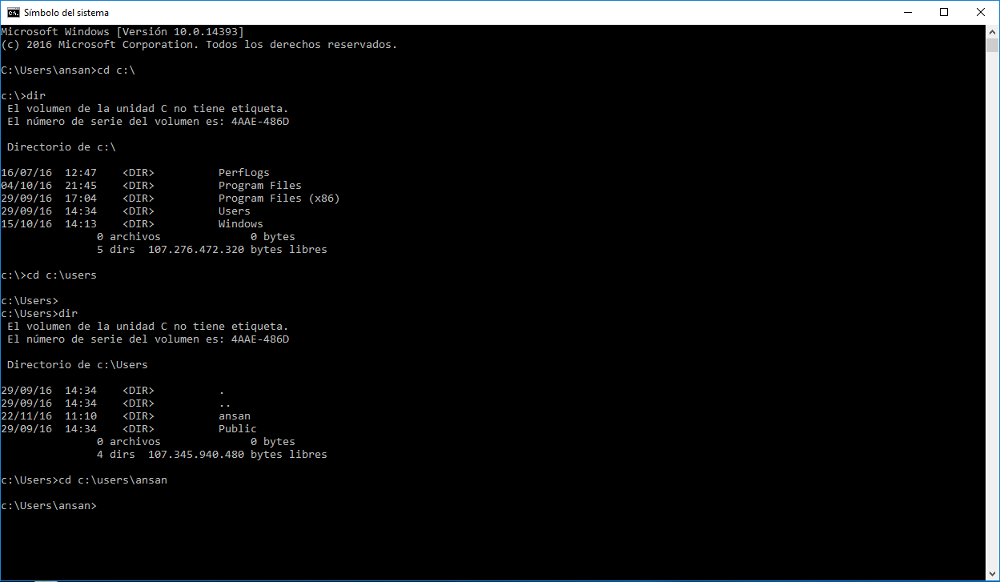 Símbolo del sistema
Microsoft Windows [Versión 10.0.14393]
(c) 2016 Microsoft Corporation. Todos los derechos reservados.
C:\Users\ansan>cd c:\
c:\>dir
El volumen de la unidad C no tiene etiqueta.
El número de serie del volumen es: 4AAE-486D
Directorio de c:\
16/07/16  12:47    <DIR>          PerfLogs
04/10/16  21:45    <DIR>          Program Files
29/09/16  17:04    <DIR>          Program Files (x86)
29/09/16  14:34    <DIR>          Users
15/10/16  14:13    <DIR>          Windows
0 archivos              0 bytes
5 dirs  107.276.472.320 bytes libres
c:\>cd c:\users
c:\Users>
c:\Users>dir
El volumen de la unidad C no tiene etiqueta.
El número de serie del volumen es: 4AAE-486D
Directorio de c:\Users
29/09/16  14:34    <DIR>          .
29/09/16  14:34    <DIR>          ..
22/11/16  11:10    <DIR>          ansan
29/09/16  14:34    <DIR>          Public
0 archivos              0 bytes
4 dirs  107.345.940.480 bytes libres
c:\Users>cd c:\users\ansan
c:\Users\ansan>